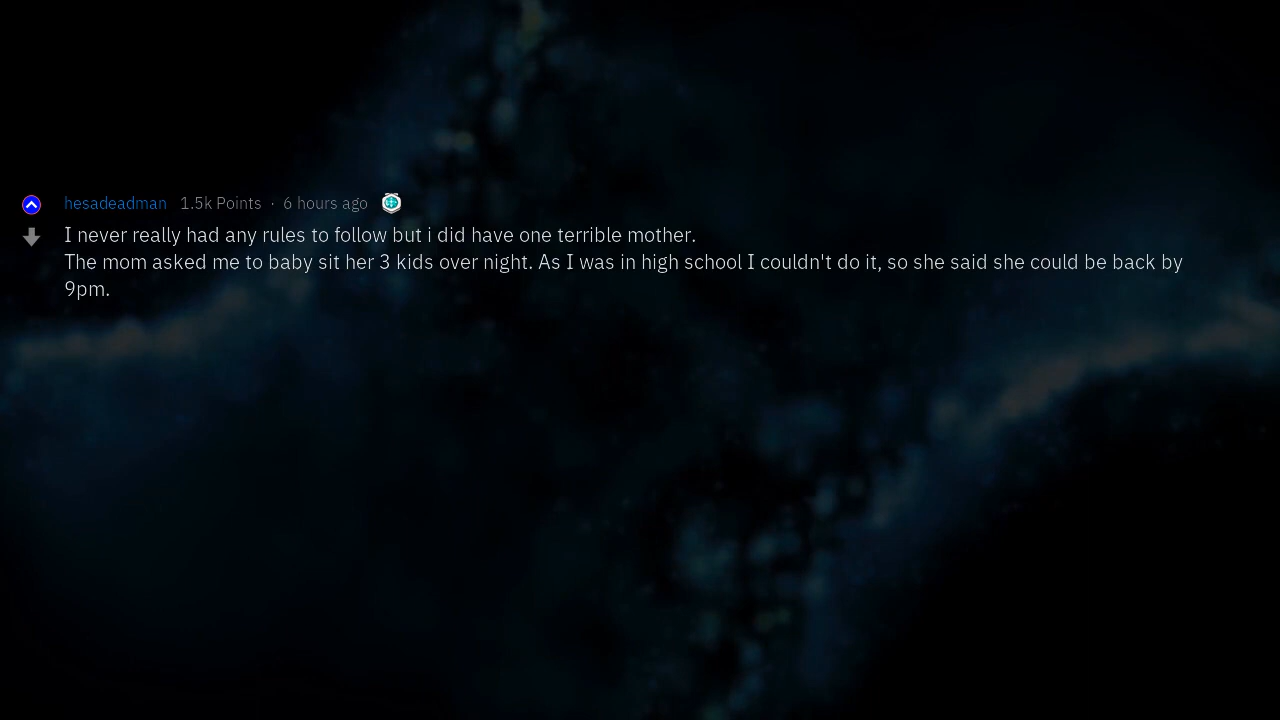 hesadeadman 1.5k Points · 6 hours ago
I never really had any rules to follow but i did have one terrible mother.
The mom asked me to baby sit her 3 kids over night. As I was in high school I couldn't do it, so she said she could be back by
9pm.